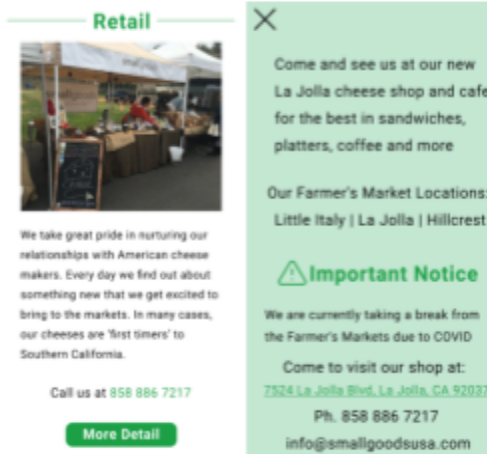 Retail
We take great pride in nurturing our
relationships with American cheese
makers. Every day we find out about
something new that we get excited to
bring to the markets. In many cases,
our cheeses are 'first timers' to
Southern California.
Call us at 858 886 7217
More Detail
Come and see us at our new
La Jolla cheese shop and cafe
for the best in sandwiches,
platters, coffee and more
Our Farmer's Market Locations:
Little Italy | La Jolla | Hillcrest
Important Notice
We are currently taking a break from
the Farmer's Markets due to COVID
Come to visit our shop at:
7524 La Jolla Blvd, La Jolla, CA 92037
Ph. 858 886 7217
info@smallgoodsusa.com